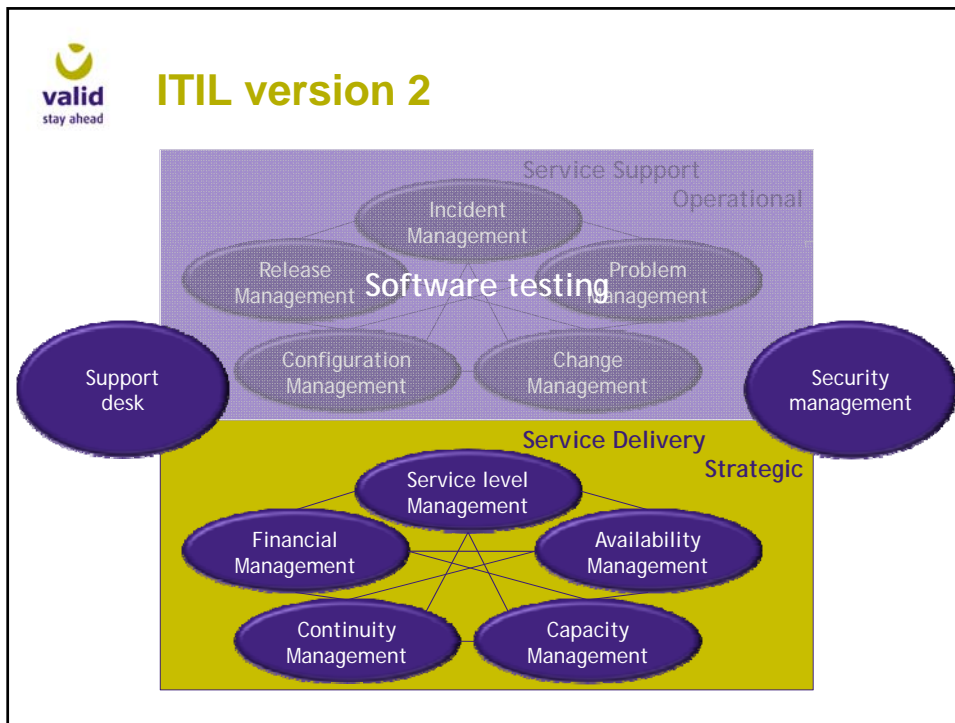 valid
stay ahead
ITIL version 2
Service Support
Operational
Incident
Management
Release
Management
Software testing
Problem
Management
Configuration
Management
Change
Management
Support
desk
Security
management
Service Delivery
Strategic
Service level
Management
Financial
Management
Availability
Management
Continuity
Management
Capacity
Management